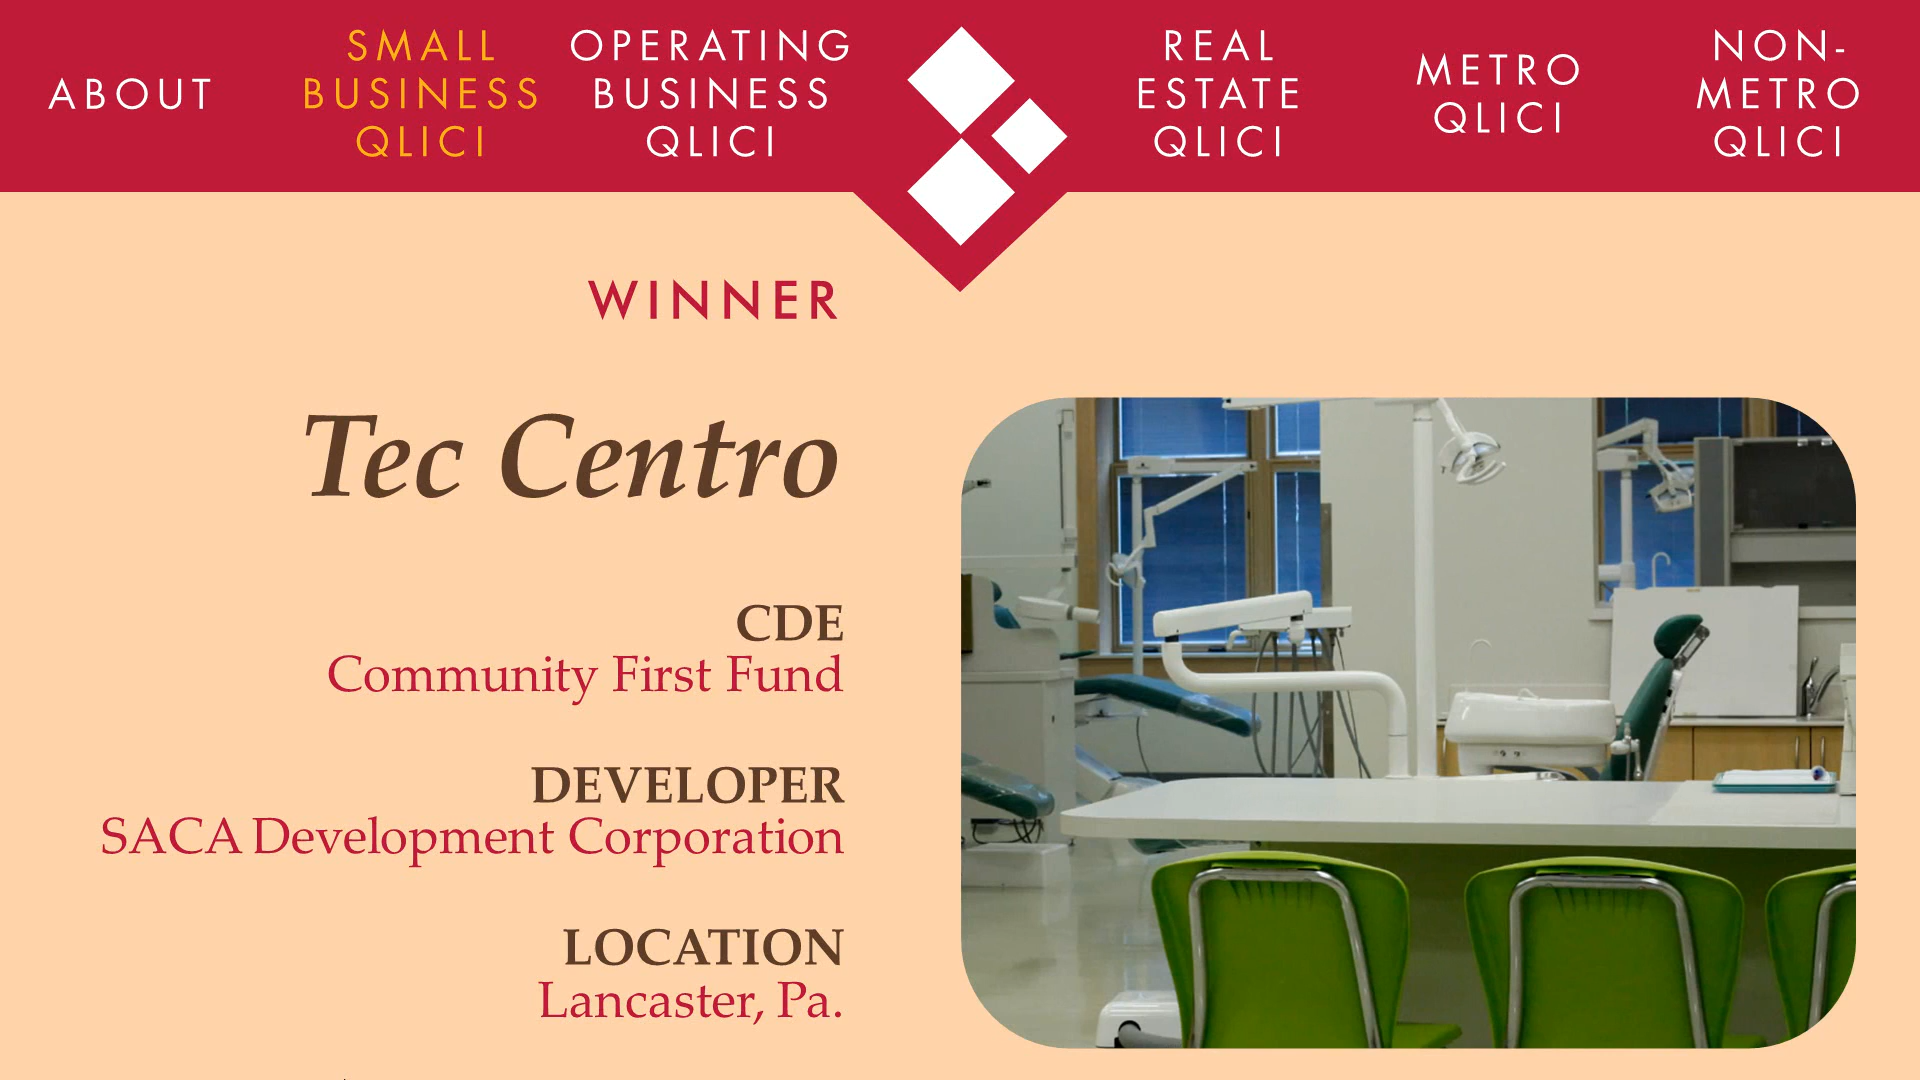 ABOUT
SMALL
BUSINESS
QLICI
OPERATING
BUSINESS
QLICI
REAL
ESTATE
QLICI
METRO
QLICI
NON-
METRO
QLICI
WINNER
Tec Centro
CDE
Community First Fund
DEVELOPER
SACA Development Corporation
LOCATION
Lancaster, Pa.